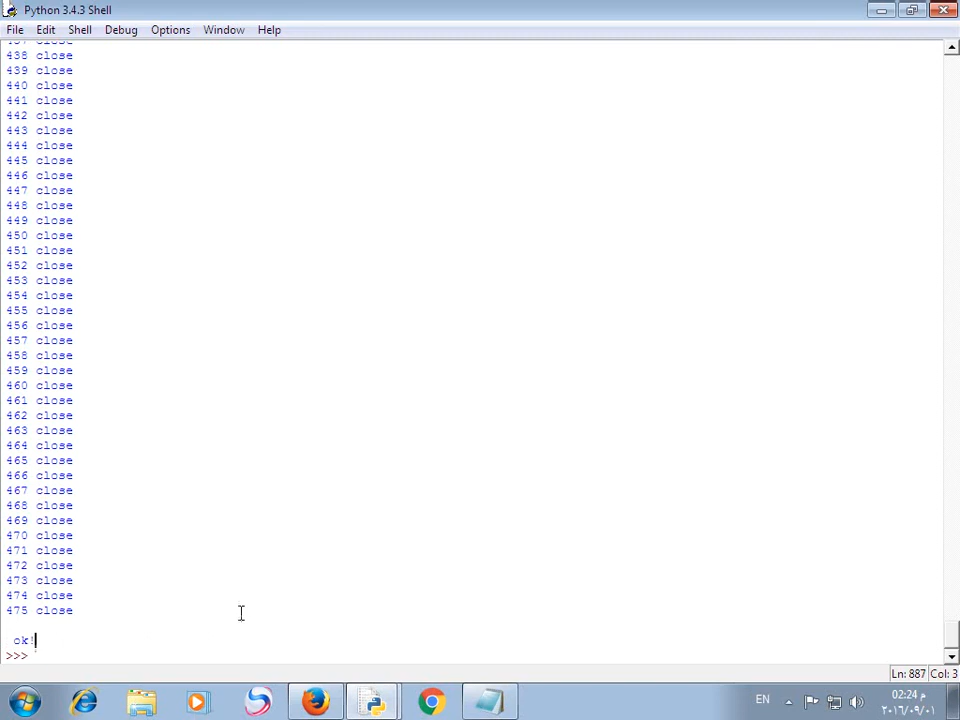 Python 3.4.3 Shell
File Edit Shell Debug Options Window Help
437 close
438 close
439 close
440 close
441 close
442 close
443 close
444 close
445 close
446 close
447 close
448 close
449 close
450 close
451 close
452 close
453 close
454 close
455 close
456 close
457 close
458 close
459 close
460 close
461 close
462 close
463 close
464 close
465 close
466 close
467 close
468 close
469 close
470 close
471 close
472 close
473 close
474 close
475 close
ok!
>>>
Ln: 887 Col: 3
EN
02:24 م
٢٠١٦/٠٩/٠١